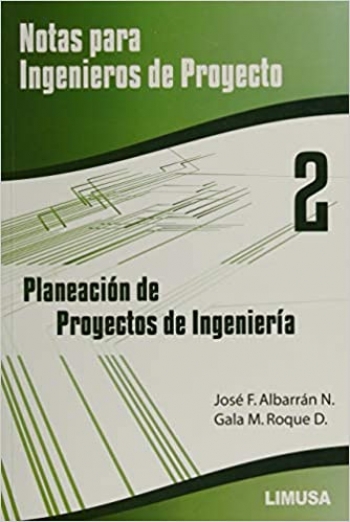 Notas para
Ingenieros de Proyecto
2
Planeación de
Proyectos de Ingeniería
José F. Albarrán N.
Gala M. Roque D.
LIMUSA